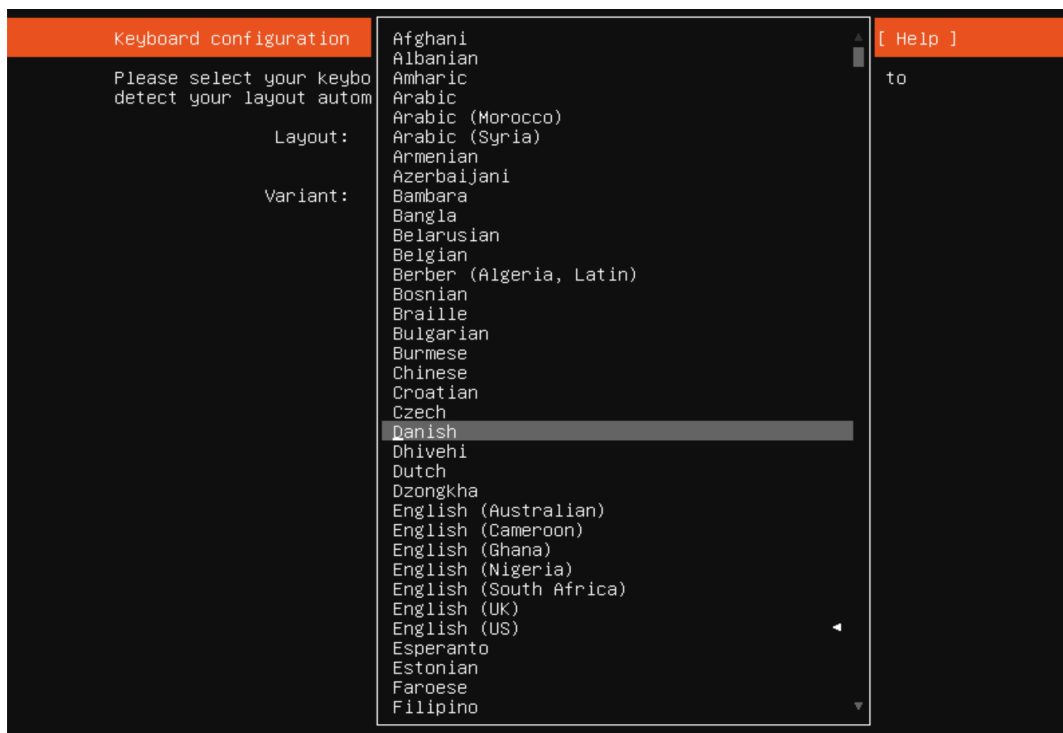 Keyboard configuration
[ Help ]
Please select your keybo
to
detect your layout autom
Layout:
Variant:
Afghani
Albanian
Amharic
Arabic
Arabic (Morocco)
Arabic (Syria)
Armenian
Azerbaijani
Bambara
Bangla
Belarusian
Belgian
Berber (Algeria, Latin)
Bosnian
Braille
Bulgarian
Burmese
Chinese
Croatian
Czech
Danish
Dhivehi
Dutch
Dzongkha
English (Australian)
English (Cameroon)
English (Ghana)
English (Nigeria)
English (South Africa)
English (UK)
English (US)
Esperanto
Estonian
Faroese
Filipino